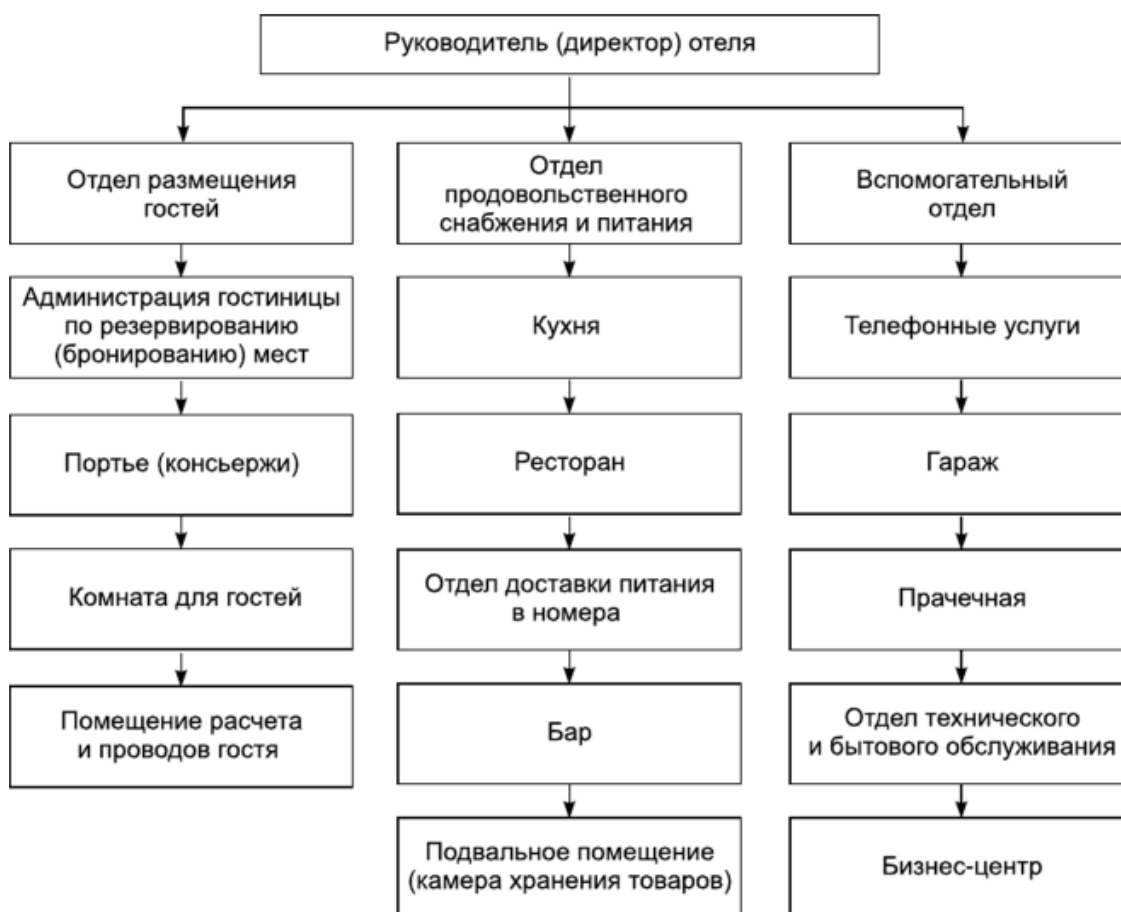 Руководитель (директор) отеля
Отдел размещения
гостей
Администрация гостиницы
по резервированию
(бронированию) мест
Портье (консьержи)
Комната для гостей
Помещение расчета
и проводов гостя
Отдел
продовольственного
снабжения и питания
Кухня
Ресторан
Отдел доставки питания
в номера
Бар
Подвальное помещение
(камера хранения товаров)
Вспомогательный
отдел
Телефонные услуги
Гараж
Прачечная
Отдел технического
и бытового обслуживания
Бизнес-центр